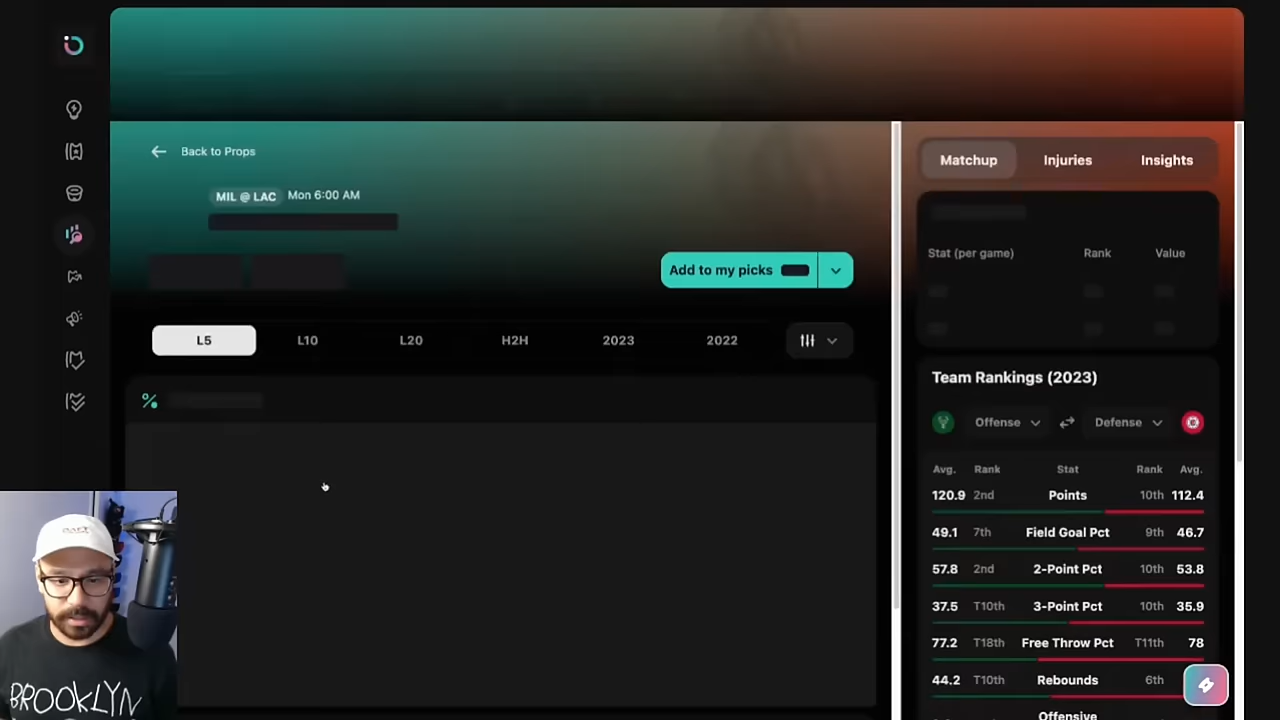 Back to Props
MIL @ LAC Mon 6:00 AM
Add to my picks
L5 L10 L20 H2H 2023 2022
%
Matchup Injuries Insights
Stat (per game) Rank Value
Team Rankings (2023)
Offense Defense
Avg. Rank Stat Rank Avg.
120.9 2nd Points 10th 112.4
49.1 7th Field Goal Pct 9th 46.7
57.8 2nd 2-Point Pct 10th 53.8
37.5 T10th 3-Point Pct 10th 35.9
77.2 T18th Free Throw Pct T11th 78
44.2 T10th Rebounds 6th
Offensive
BROOKLYN